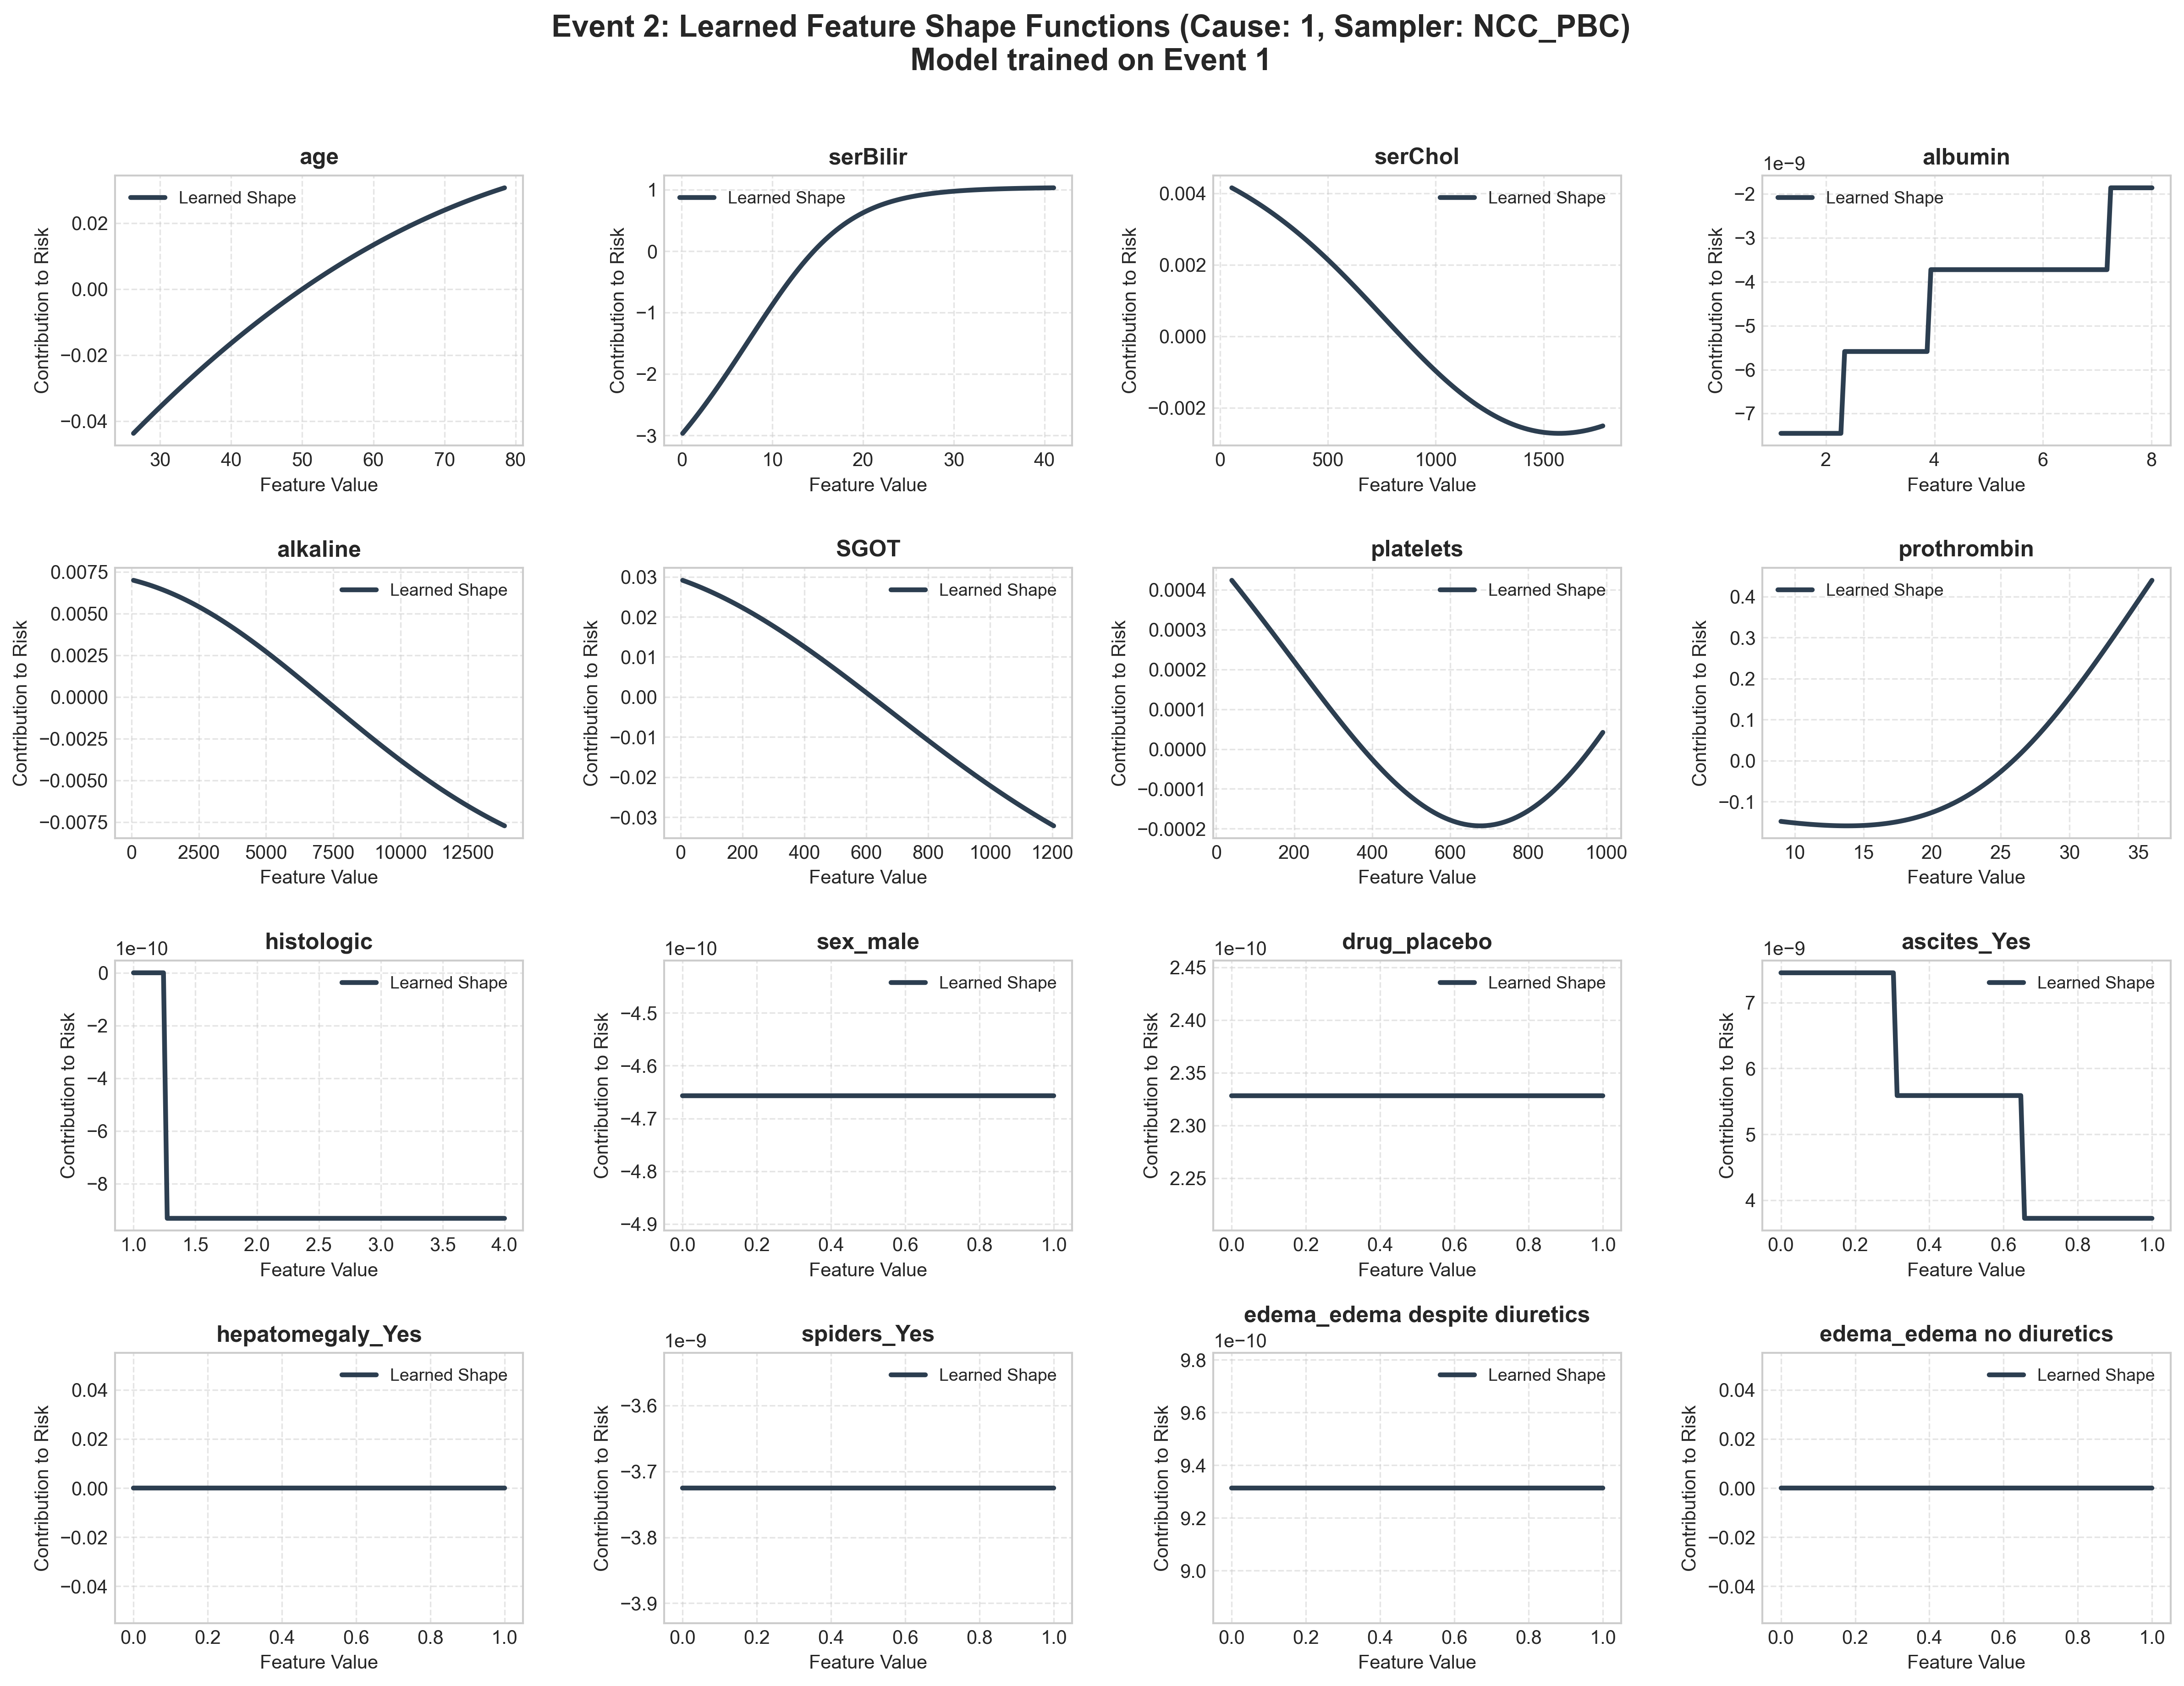 Event 2: Learned Feature Shape Functions (Cause: 1, Sampler: NCC_PBC)
Model trained on Event 1
age
Learned Shape
Contribution to Risk
0.02
0.00
−0.02
−0.04
30 40 50 60 70 80
Feature Value
serBilir
Learned Shape
Contribution to Risk
1
0
−1
−2
−3
0 10 20 30 40
Feature Value
serChol
Learned Shape
Contribution to Risk
0.004
0.002
0.000
−0.002
0 500 1000 1500
Feature Value
albumin
1e−9
Learned Shape
Contribution to Risk
−2
−3
−4
−5
−6
−7
2 4 6 8
Feature Value
alkaline
Learned Shape
Contribution to Risk
0.0075
0.0050
0.0025
0.0000
−0.0025
−0.0050
−0.0075
0 2500 5000 7500 10000 12500
Feature Value
SGOT
Learned Shape
Contribution to Risk
0.03
0.02
0.01
0.00
−0.01
−0.02
−0.03
0 200 400 600 800 1000 1200
Feature Value
platelets
Learned Shape
Contribution to Risk
0.0004
0.0003
0.0002
0.0001
0.0000
−0.0001
−0.0002
0 200 400 600 800 1000
Feature Value
prothrombin
Learned Shape
Contribution to Risk
0.4
0.3
0.2
0.1
0.0
−0.1
10 15 20 25 30 35
Feature Value
histologic
1e−10
Learned Shape
Contribution to Risk
0
−2
−4
−6
−8
1.0 1.5 2.0 2.5 3.0 3.5 4.0
Feature Value
sex_male
1e−10
Learned Shape
Contribution to Risk
−4.5
−4.6
−4.7
−4.8
−4.9
0.0 0.2 0.4 0.6 0.8 1.0
Feature Value
drug_placebo
1e−10
Learned Shape
Contribution to Risk
2.45
2.40
2.35
2.30
2.25
0.0 0.2 0.4 0.6 0.8 1.0
Feature Value
ascites_Yes
1e−9
Learned Shape
Contribution to Risk
7
6
5
4
0.0 0.2 0.4 0.6 0.8 1.0
Feature Value
hepatomegaly_Yes
Learned Shape
Contribution to Risk
0.04
0.02
0.00
−0.02
−0.04
0.0 0.2 0.4 0.6 0.8 1.0
Feature Value
spiders_Yes
1e−9
Learned Shape
Contribution to Risk
−3.6
−3.7
−3.8
−3.9
0.0 0.2 0.4 0.6 0.8 1.0
Feature Value
edema_edema despite diuretics
1e−10
Learned Shape
Contribution to Risk
9.8
9.6
9.4
9.2
9.0
0.0 0.2 0.4 0.6 0.8 1.0
Feature Value
edema_edema no diuretics
Learned Shape
Contribution to Risk
0.04
0.02
0.00
−0.02
−0.04
0.0 0.2 0.4 0.6 0.8 1.0
Feature Value